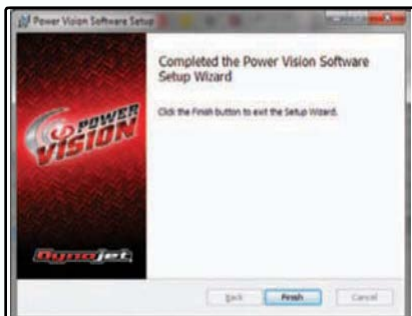 Power Vision Software Setup
Completed the Power Vision Software
Setup Wizard
Click the Finish button to exit the Setup Wizard.
POWER
VISION
Dynojet
Back
Finish
Cancel